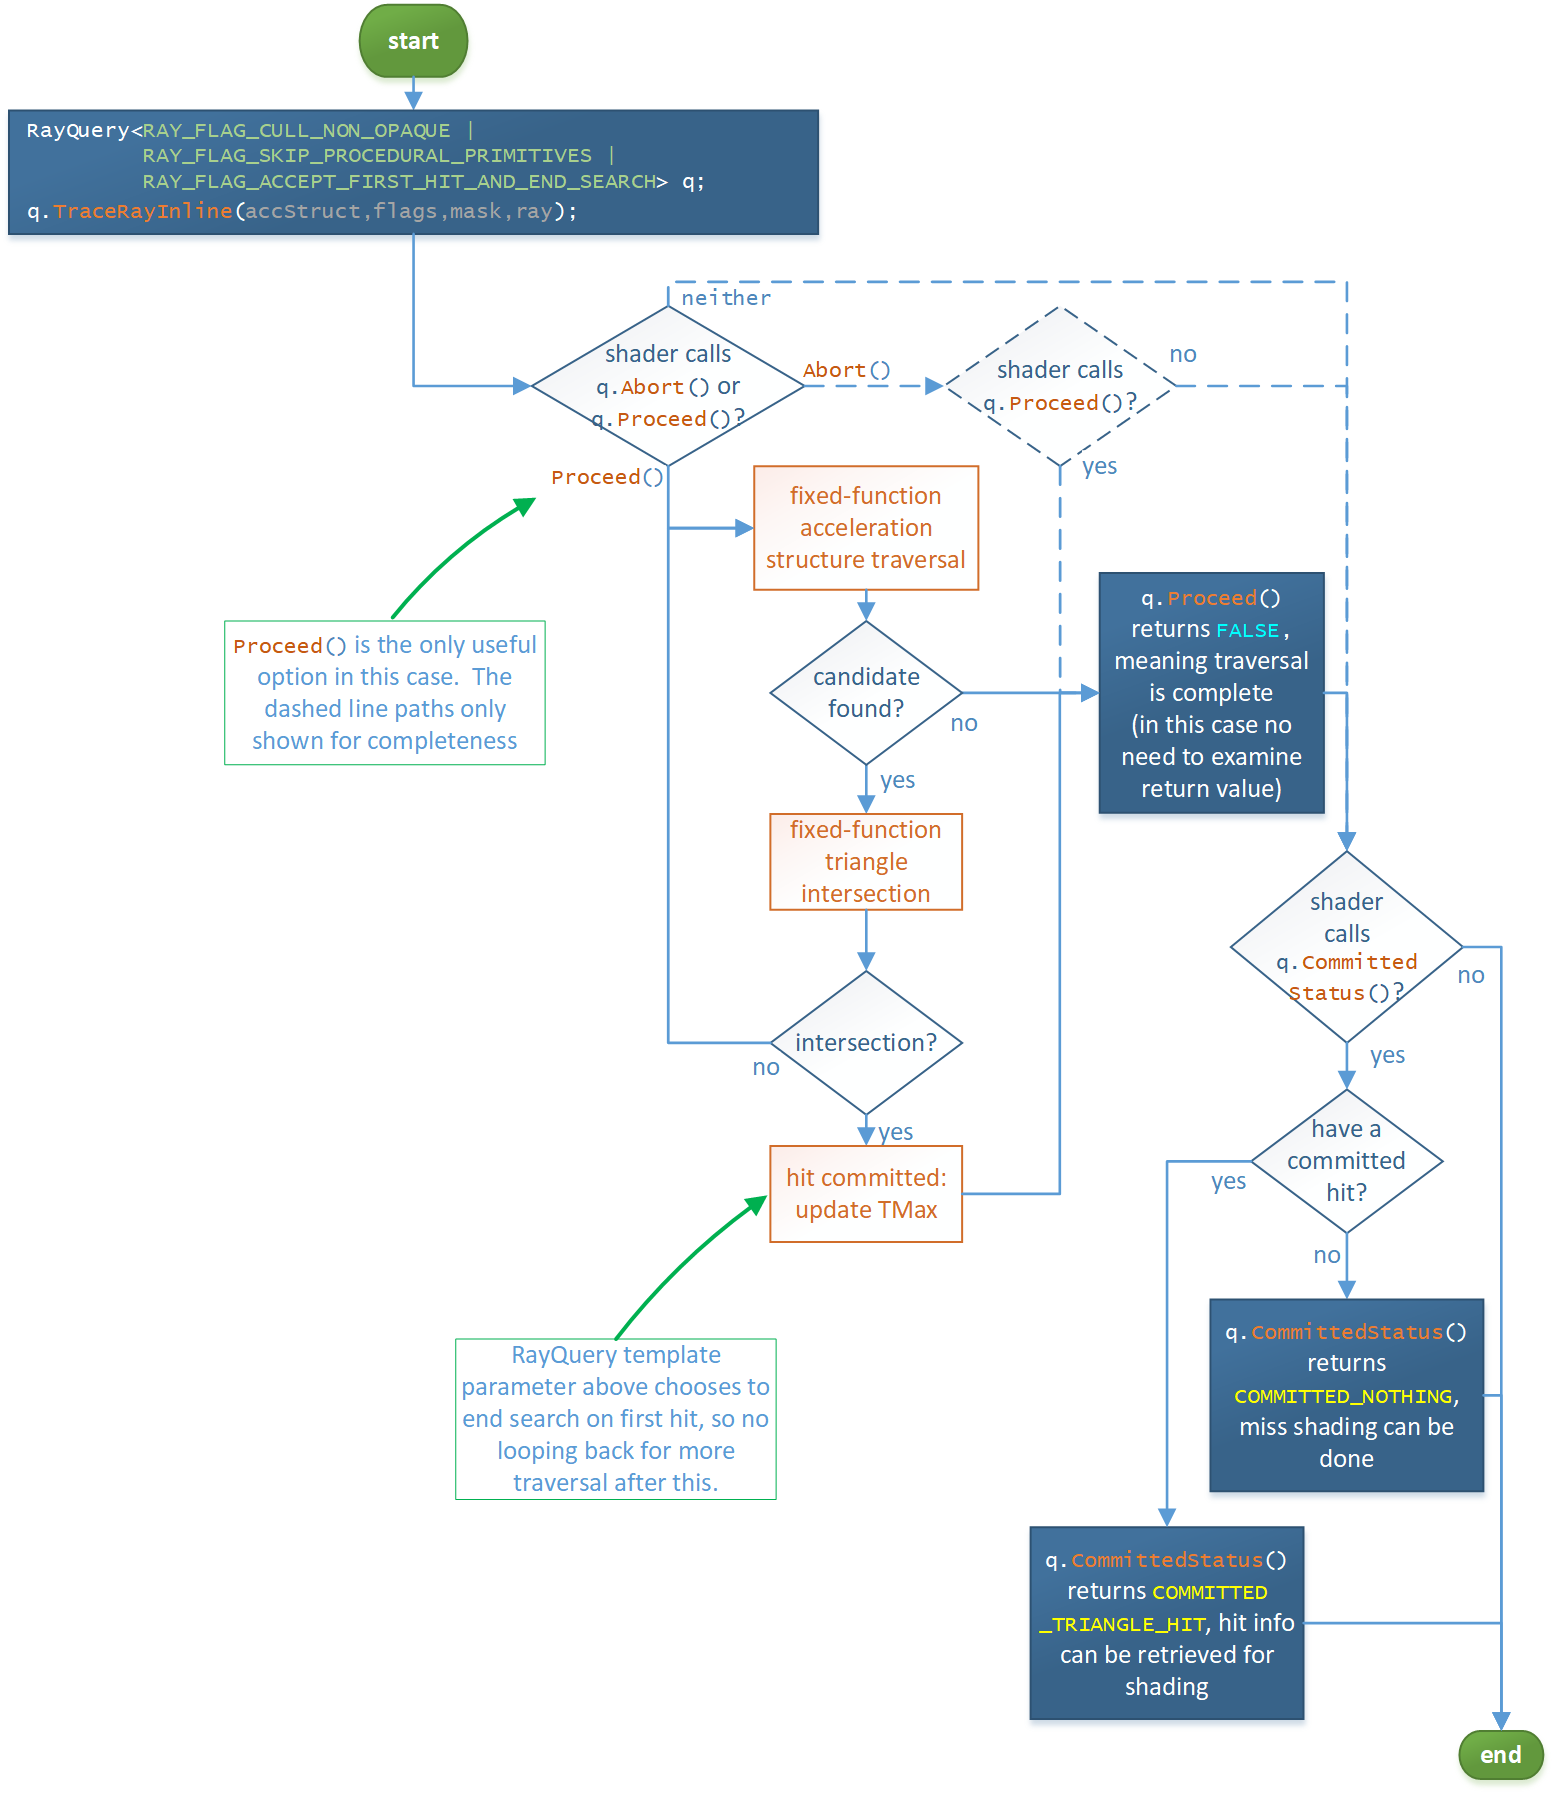 start
RayQuery<RAY_FLAG_CULL_NON_OPAQUE |
RAY_FLAG_SKIP_PROCEDURAL_PRIMITIVES |
RAY_FLAG_ACCEPT_FIRST_HIT_AND_END_SEARCH> q;
q.TraceRayInline(accStruct,flags,mask,ray);
neither
shader calls
q.Abort() or
q.Proceed()?
Abort()
shader calls
q.Proceed()?
no
yes
Proceed()
fixed-function
acceleration
structure traversal
Proceed() is the only useful
option in this case. The
dashed line paths only
shown for completeness
candidate
found?
no
yes
q.Proceed()
returns FALSE,
meaning traversal
is complete
(in this case no
need to examine
return value)
fixed-function
triangle
intersection
shader
calls
q.Committed
Status()?
no
yes
intersection?
no
yes
have a
committed
hit?
yes
no
hit committed:
update TMax
RayQuery template
parameter above chooses to
end search on first hit, so no
looping back for more
traversal after this.
q.CommittedStatus()
returns
COMMITTED_NOTHING,
miss shading can be
done
q.CommittedStatus()
returns COMMITTED
_TRIANGLE_HIT, hit info
can be retrieved for
shading
end